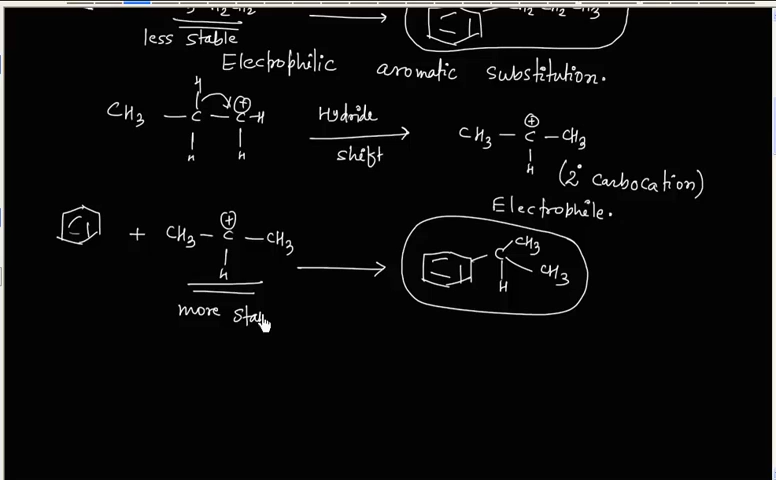 less stable
Electrophilic aromatic substitution.
H
CH3 — C — C — H
⊕
H H
Hydride
shift
⊕
CH3 — C — CH3
H
(2° carbocation)
Electrophile.
⊕
+ CH3 — C — CH3
H
more sta
CH3
C
CH3
H